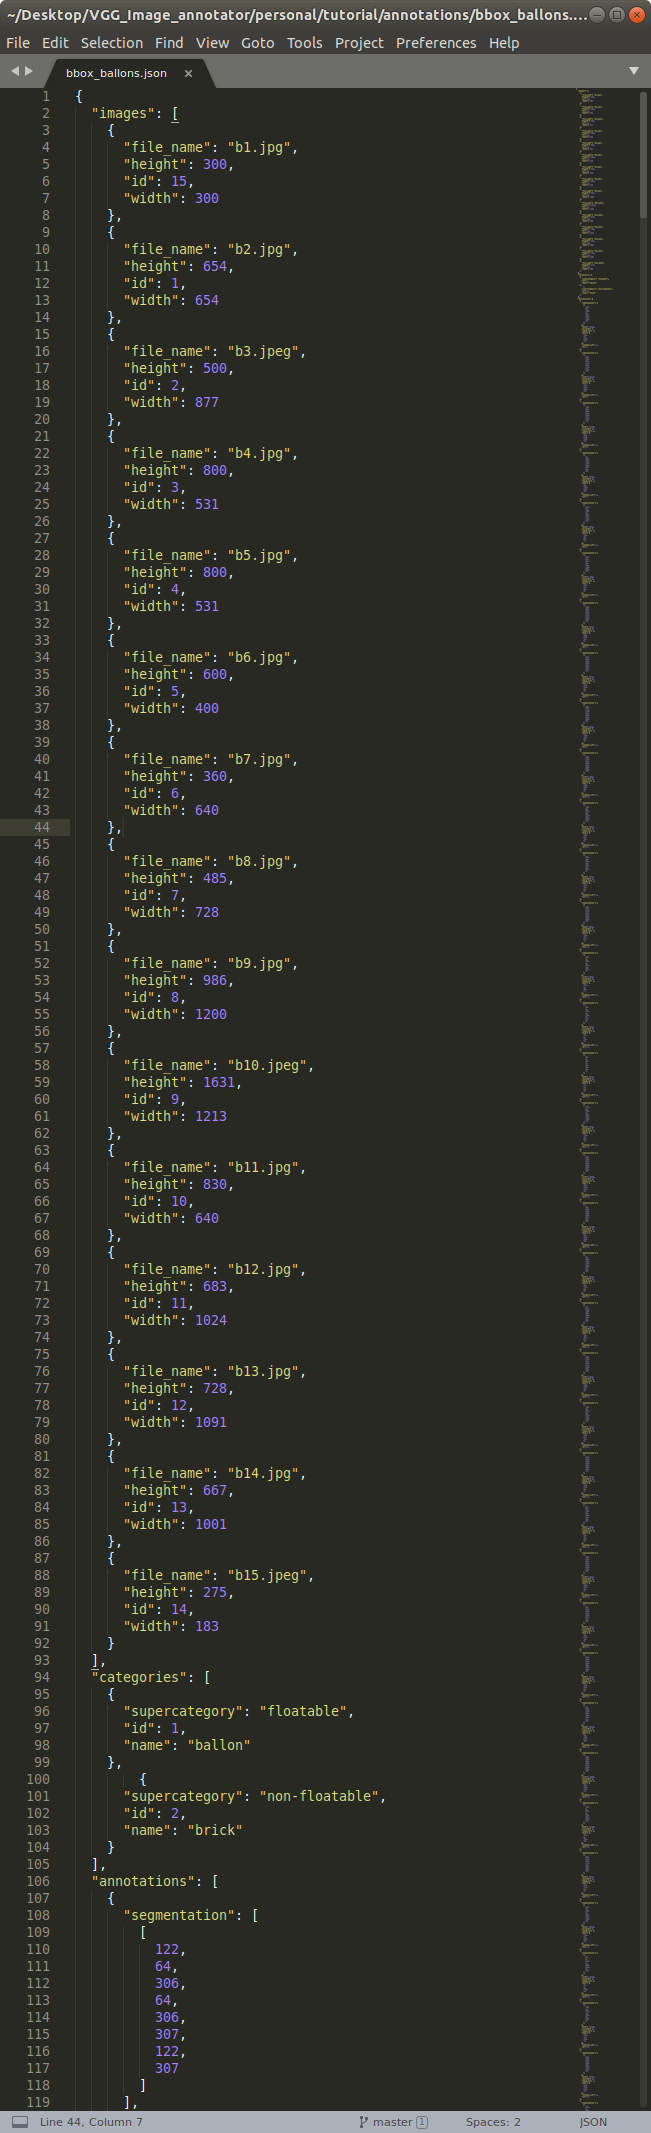 ~/Desktop/VGG_Image_annotator/personal/tutorial/annotations/bbox_ballons....
File Edit Selection Find View Goto Tools Project Preferences Help
bbox_ballons.json ×
1 {
2 "images": [
3 {
4 "file_name": "b1.jpg",
5 "height": 300,
6 "id": 15,
7 "width": 300
8 },
9 {
10 "file_name": "b2.jpg",
11 "height": 654,
12 "id": 1,
13 "width": 654
14 },
15 {
16 "file_name": "b3.jpeg",
17 "height": 500,
18 "id": 2,
19 "width": 877
20 },
21 {
22 "file_name": "b4.jpg",
23 "height": 800,
24 "id": 3,
25 "width": 531
26 },
27 {
28 "file_name": "b5.jpg",
29 "height": 800,
30 "id": 4,
31 "width": 531
32 },
33 {
34 "file_name": "b6.jpg",
35 "height": 600,
36 "id": 5,
37 "width": 400
38 },
39 {
40 "file_name": "b7.jpg",
41 "height": 360,
42 "id": 6,
43 "width": 640
44 },
45 {
46 "file_name": "b8.jpg",
47 "height": 485,
48 "id": 7,
49 "width": 728
50 },
51 {
52 "file_name": "b9.jpg",
53 "height": 986,
54 "id": 8,
55 "width": 1200
56 },
57 {
58 "file_name": "b10.jpeg",
59 "height": 1631,
60 "id": 9,
61 "width": 1213
62 },
63 {
64 "file_name": "b11.jpg",
65 "height": 830,
66 "id": 10,
67 "width": 640
68 },
69 {
70 "file_name": "b12.jpg",
71 "height": 683,
72 "id": 11,
73 "width": 1024
74 },
75 {
76 "file_name": "b13.jpg",
77 "height": 728,
78 "id": 12,
79 "width": 1091
80 },
81 {
82 "file_name": "b14.jpg",
83 "height": 667,
84 "id": 13,
85 "width": 1001
86 },
87 {
88 "file_name": "b15.jpeg",
89 "height": 275,
90 "id": 14,
91 "width": 183
92 }
93 ],
94 "categories": [
95 {
96 "supercategory": "floatable",
97 "id": 1,
98 "name": "ballon"
99 },
100 {
101 "supercategory": "non-floatable",
102 "id": 2,
103 "name": "brick"
104 }
105 ],
106 "annotations": [
107 {
108 "segmentation": [
109 [
110 122,
111 64,
112 306,
113 64,
114 306,
115 307,
116 122,
117 307
118 ]
119 ],
Line 44, Column 7 master 1 Spaces: 2 JSON